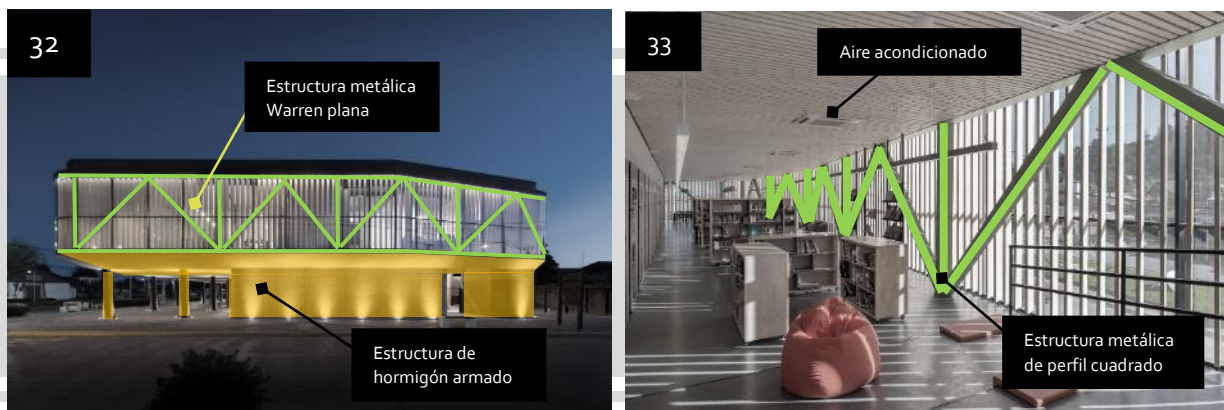 32
Estructura metálica
Warren plana
Estructura de
hormigón armado
33
Aire acondicionado
Estructura metálica
de perfil cuadrado